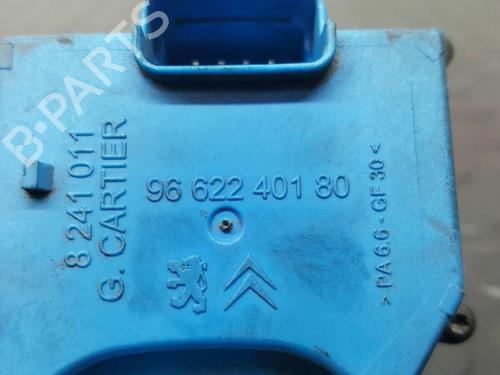 B-PARTS
8 241 011
G. CARTIER
96 622 401 80
> PA 6.6 - GF 30 <